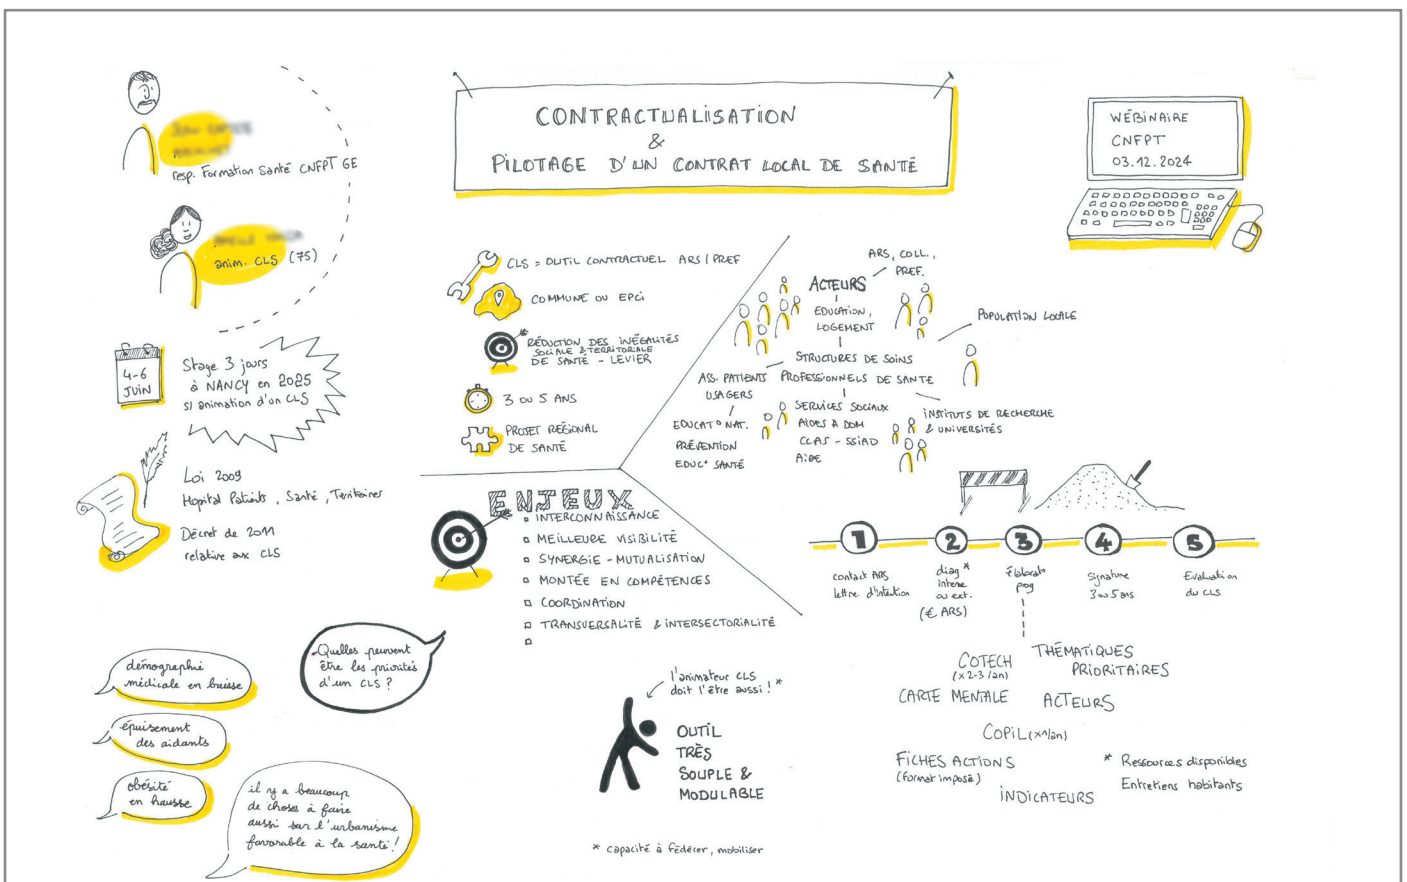 CONTRACTUALISATION
&
PILOTAGE D'UN CONTRAT LOCAL DE SANTÉ
WÉBINAIRE
CNFPT
03.12.2024
resp. Formation Santé CNFPT GE
anim. CLS (75)
4-6
JUIN
Stage 3 jours
à NANCY en 2025
s/ animation d'un CLS
Loi 2009
Hopital Patients, Santé, Territoires
Décret de 2011
relative aux CLS
CLS = OUTIL CONTRACTUEL ARS / PREF
COMMUNE OU EPCI
RÉDUCTION DES INÉGALITÉS
SOCIALE & TERRITORIALE
DE SANTÉ - LEVIER
3 OU 5 ANS
PROJET RÉGIONAL
DE SANTÉ
ARS, COLL.,
PREF.
ACTEURS
EDUCATION,
LOGEMENT
POPULATION LOCALE
STRUCTURES DE SOINS
PROFESSIONNELS DE SANTE
ASS. PATIENTS
USAGERS
EDUCAT° NAT.
PRÉVENTION
EDUC° SANTÉ
SERVICES SOCIAUX
AIDES A DOM
CCAS - SSIAD
AIDE
INSTITUTS DE RECHERCHE
& UNIVERSITÉS
ENJEUX
INTERCONNAISSANCE
MEILLEURE VISIBILITÉ
SYNERGIE - MUTUALISATION
MONTÉE EN COMPÉTENCES
COORDINATION
TRANSVERSALITÉ & INTERSECTORIALITÉ
1
contact ARS
lettre d'intention
2
diag *
interne
ou ext.
(€ ARS)
3
Élaborat°
prog
4
Signature
3 ou 5 ans
5
Evaluation
du CLS
COTECH
(x 2-3 /an)
THÉMATIQUES
PRIORITAIRES
CARTE MENTALE
ACTEURS
COPIL (x1/an)
FICHES ACTIONS
(format imposé)
INDICATEURS
* Ressources disponibles
Entretiens habitants
Quelles peuvent
être les priorités
d'un CLS ?
démographie
médicale en baisse
épuisement
des aidants
obésité
en hausse
il y a beaucoup
de choses à faire
aussi sur l'urbanisme
favorable à la santé !
l'animateur CLS
doit l'être aussi ! *
OUTIL
TRÈS
SOUPLE &
MODULABLE
* capacité à fédérer, mobiliser